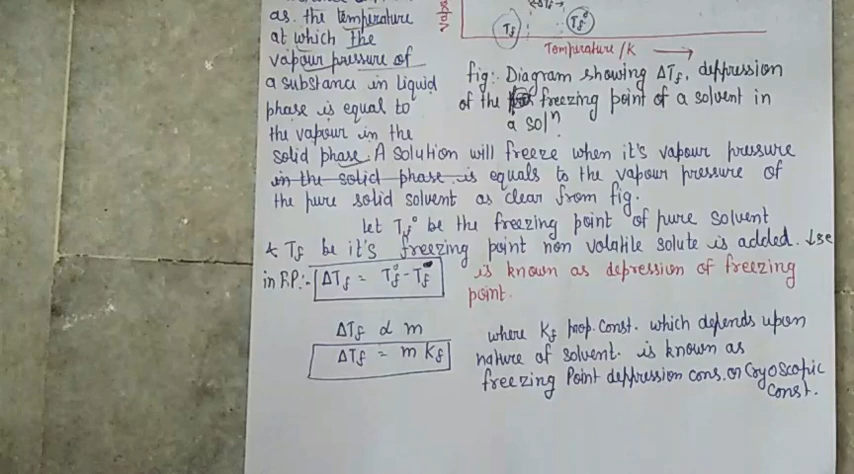 as the temperature
at which the
vapour pressure of
a substance in liquid
phase is equal to
the vapour in the
Tf
Tf°
Temperature/K
fig:- Diagram showing ΔTf, deppression
of the freezing point of a solvent in
a solⁿ
solid phase. A solution will freeze when it's vapour pressure
in the solid phase is equals to the vapour pressure of
the pure solid solvent as clear from fig.
let Tf° be the freezing point of pure solvent
& Tf be it's freezing point non volatile solute is added. ↓se
in F.P.:- ΔTf = Tf° - Tf
is known as depression of freezing
point.
ΔTf α m
ΔTf = m Kf
where Kf prop. const. which depends upon
nature of solvent. is known as
freezing Point deppression cons. or Cryoscopic
Const.